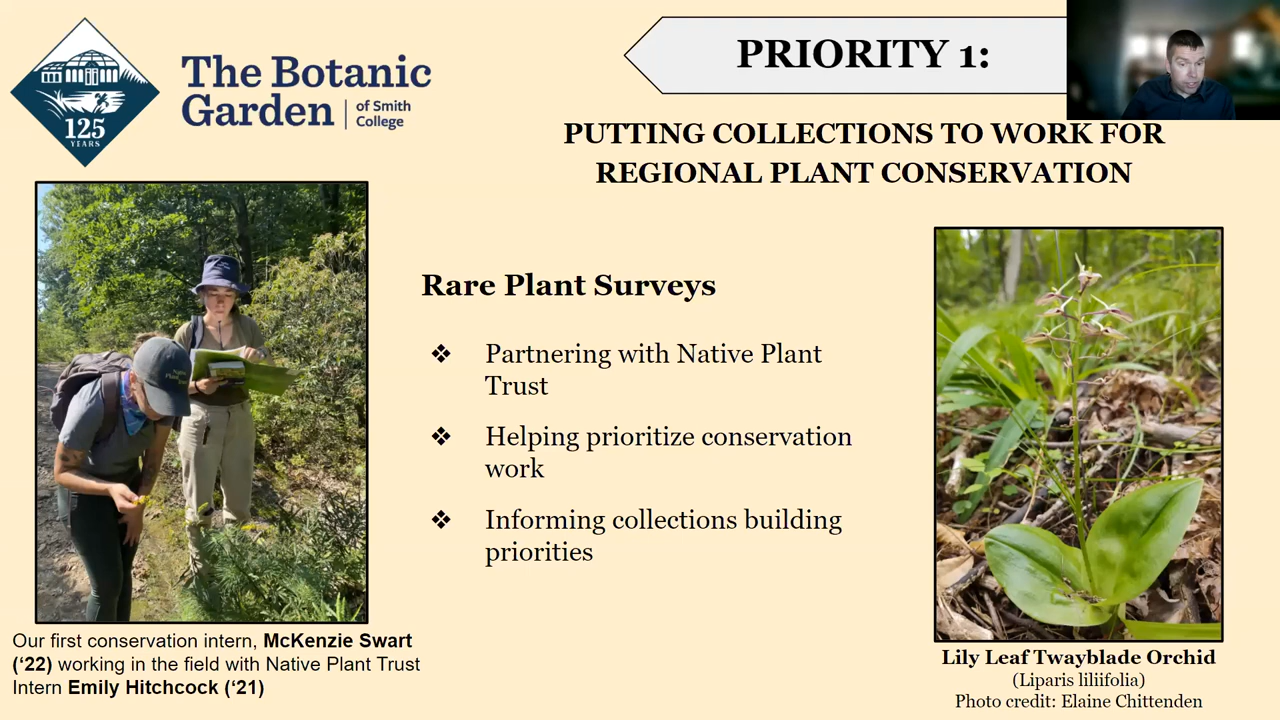 The Botanic
Garden
of Smith
College
125
YEARS
PRIORITY 1:
PUTTING COLLECTIONS TO WORK FOR
REGIONAL PLANT CONSERVATION
Rare Plant Surveys
❖ Partnering with Native Plant
Trust
❖ Helping prioritize conservation
work
❖ Informing collections building
priorities
Our first conservation intern, McKenzie Swart
(‘22) working in the field with Native Plant Trust
Intern Emily Hitchcock (‘21)
Lily Leaf Twayblade Orchid
(Liparis liliifolia)
Photo credit: Elaine Chittenden